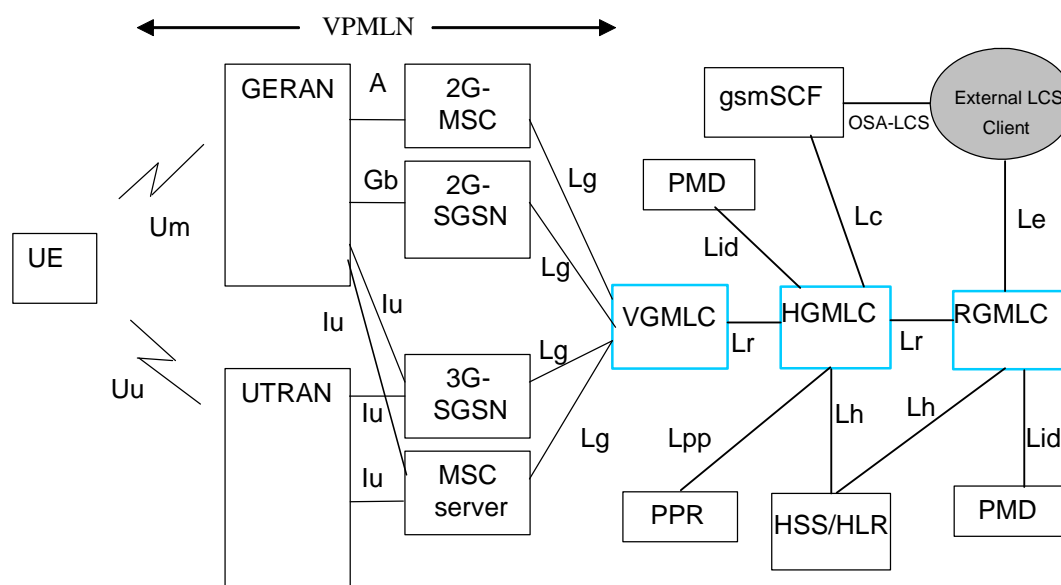 VPMLN
GERAN
A
2G-
MSC
gsmSCF
OSA-LCS
External LCS
Client
Gb
2G-
SGSN
Lg
PMD
Lid
Lc
Le
Um
UE
Lg
VGMLC
Lr
HGMLC
Lr
RGMLC
Iu
Iu
Uu
UTRAN
Iu
3G-
SGSN
Lg
Iu
MSC
server
Lg
Lpp
Lh
Lh
Lid
PPR
HSS/HLR
PMD